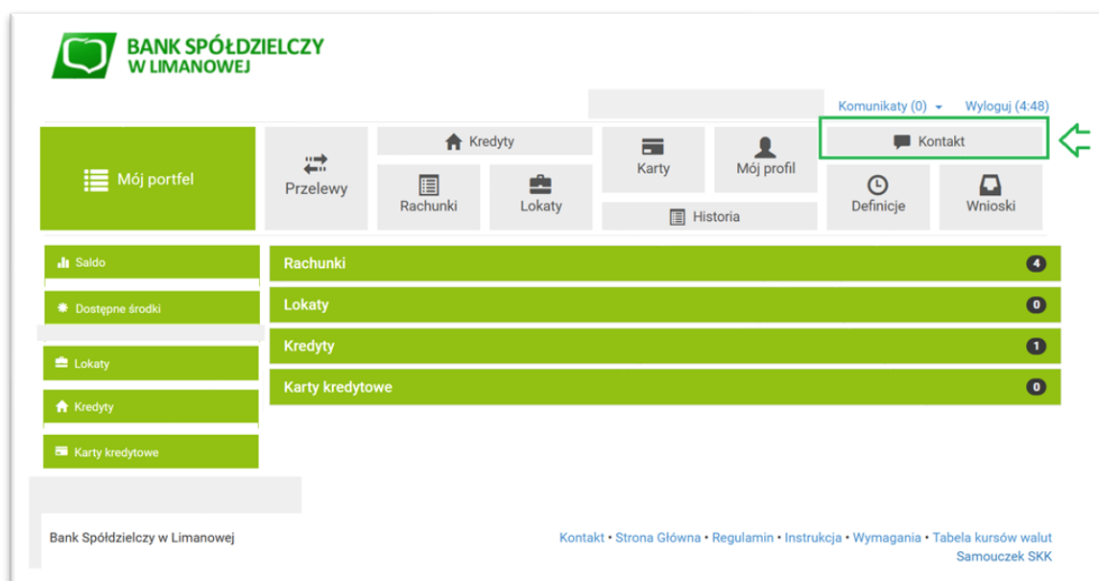 BANK SPÓŁDZIELCZY
W LIMANOWEJ
Komunikaty (0) Wyloguj (4:48)
Mój portfel
Przelewy
Kredyty
Rachunki
Lokaty
Karty
Mój profil
Historia
Kontakt
Definicje
Wnioski
Saldo
Dostępne środki
Lokaty
Kredyty
Karty kredytowe
Rachunki 4
Lokaty 0
Kredyty 1
Karty kredytowe 0
Bank Spółdzielczy w Limanowej
Kontakt • Strona Główna • Regulamin • Instrukcja • Wymagania • Tabela kursów walut
Samouczek SKK